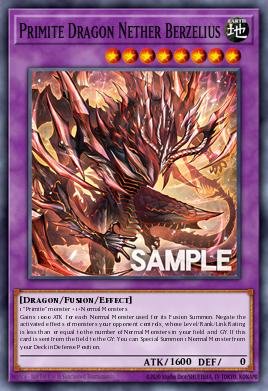 Primite Dragon Nether Berzelius
EARTH
地
SAMPLE
[Dragon/Fusion/Effect]
1 "Primite" monster +1+ Normal Monsters
Gains 1000 ATK for each Normal Monster used for its Fusion Summon. Negate the
activated effects of monsters your opponent controls, whose Level/Rank/Link Rating
is less than or equal to the number of Normal Monsters in your field and GY. If this
card is sent from the field to the GY: You can Special Summon 1 Normal Monster from
your Deck in Defense Position.
ATK/1600 DEF/ 0